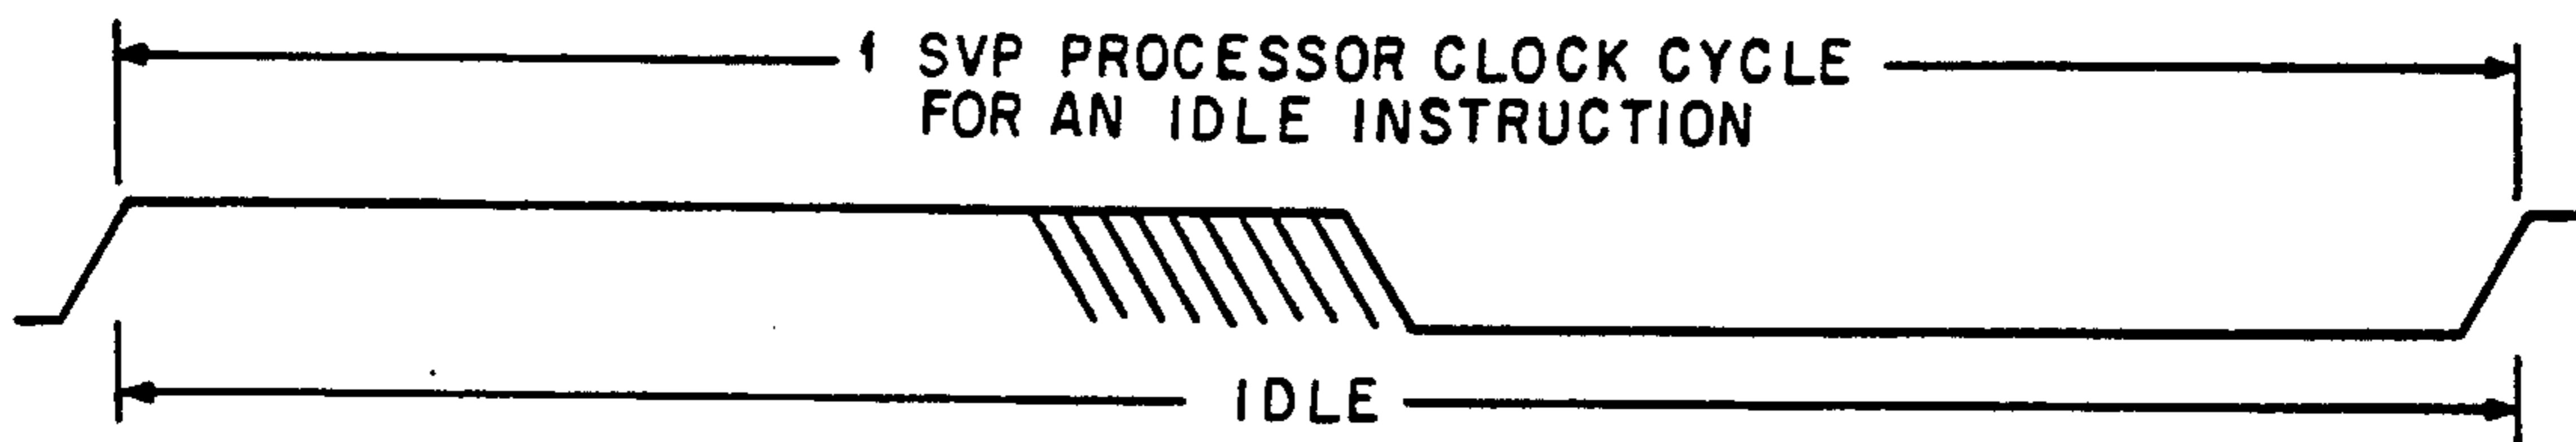 1 SVP PROCESSOR CLOCK CYCLE
FOR AN IDLE INSTRUCTION
IDLE